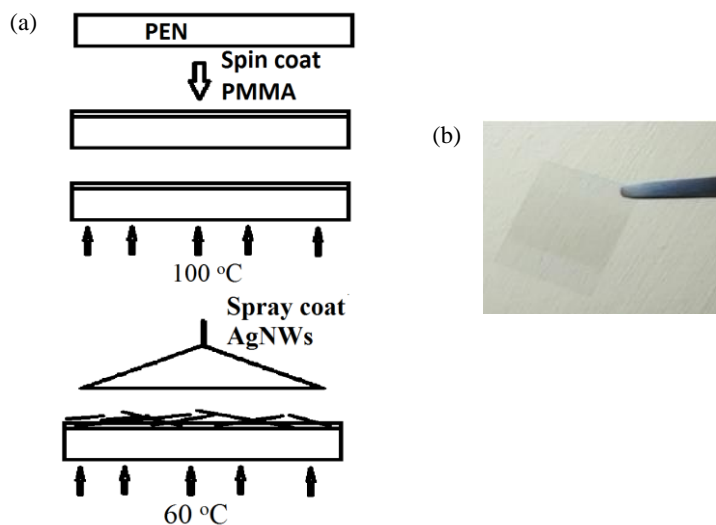 (a)
PEN
Spin coat
PMMA
(b)
100 °C
Spray coat
AgNWs
60 °C